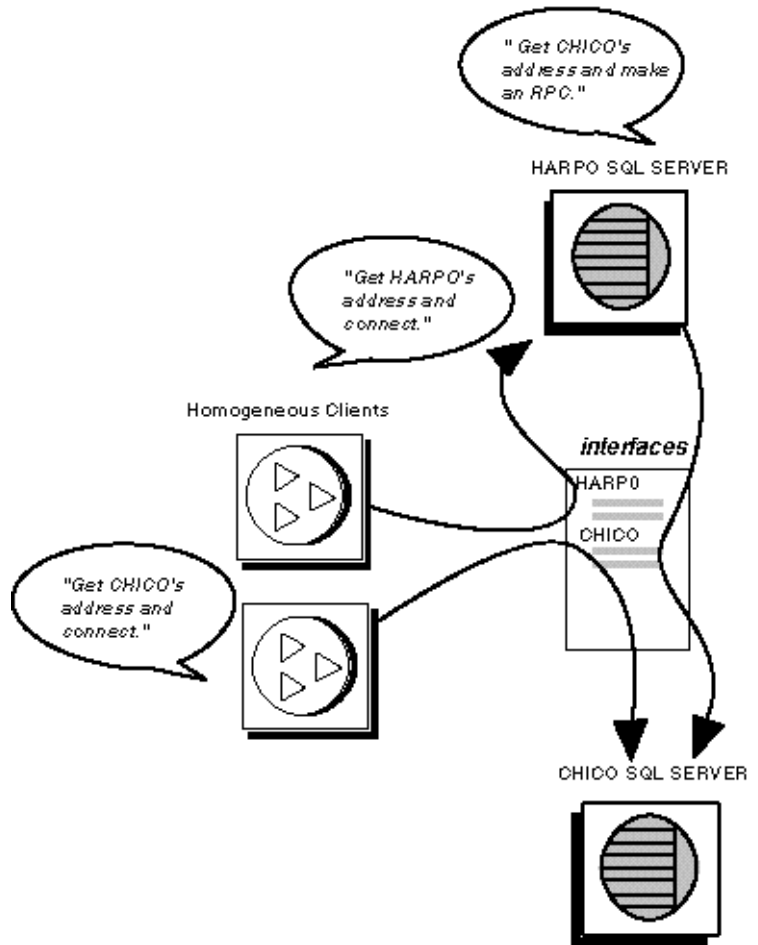 " Get CHICO's
address and make
an RPC."
HARPO SQL SERVER
"Get HARPO's
address and
connect."
Homogeneous Clients
interfaces
HARPO
CHICO
"Get CHICO's
address and
connect."
CHICO SQL SERVER